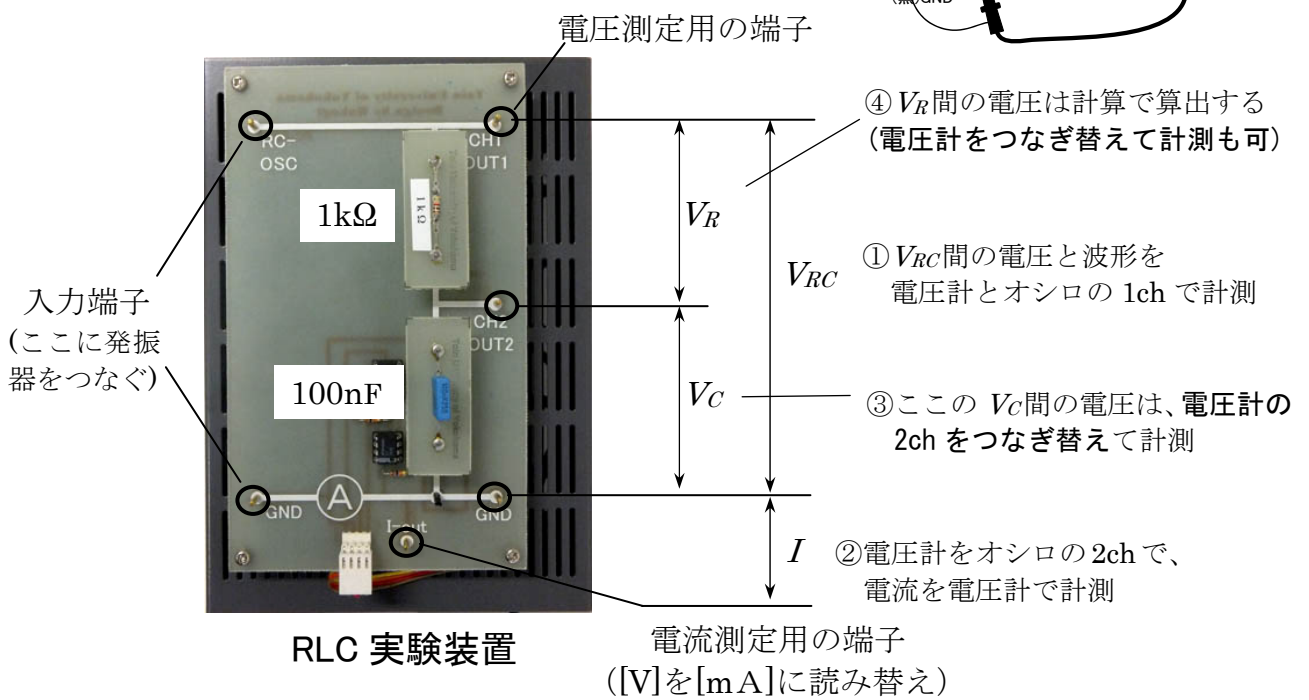 (黒)GND
電圧測定用の端子
RC-
OSC
CH1
OUT1
1kΩ
1kΩ
入力端子
(ここに発振
器をつなぐ)
CH2
OUT2
100nF
GND
A
GND
I-out
VR
VRC
VC
I
④VR間の電圧は計算で算出する
(電圧計をつなぎ替えて計測も可)
①VRC間の電圧と波形を
電圧計とオシロの 1ch で計測
③ここの VC間の電圧は、電圧計の
2ch をつなぎ替えて計測
②電圧計をオシロの 2ch で、
電流を電圧計で計測
RLC 実験装置
電流測定用の端子
([V]を[mA]に読み替え)